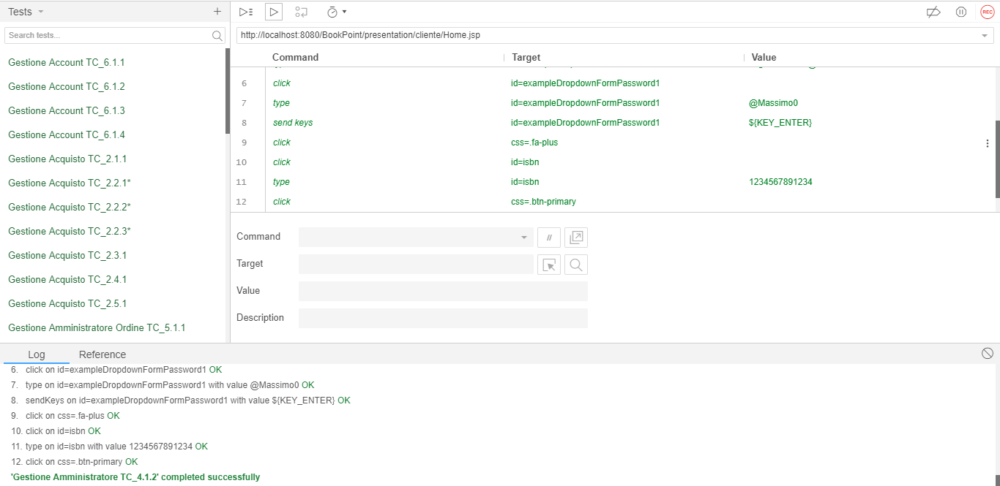 Tests
Search tests...
Gestione Account TC_6.1.1
Gestione Account TC_6.1.2
Gestione Account TC_6.1.3
Gestione Account TC_6.1.4
Gestione Acquisto TC_2.1.1
Gestione Acquisto TC_2.2.1*
Gestione Acquisto TC_2.2.2*
Gestione Acquisto TC_2.2.3*
Gestione Acquisto TC_2.3.1
Gestione Acquisto TC_2.4.1
Gestione Acquisto TC_2.5.1
Gestione Amministratore Ordine TC_5.1.1
REC
http://localhost:8080/BookPoint/presentation/cliente/Home.jsp
Command Target Value
6 click id=exampleDropdownFormPassword1
7 type id=exampleDropdownFormPassword1 @Massimo0
8 send keys id=exampleDropdownFormPassword1 ${KEY_ENTER}
9 click css=.fa-plus
10 click id=isbn
11 type id=isbn 1234567891234
12 click css=.btn-primary
Command //
Target
Value
Description
Log Reference
6. click on id=exampleDropdownFormPassword1 OK
7. type on id=exampleDropdownFormPassword1 with value @Massimo0 OK
8. sendKeys on id=exampleDropdownFormPassword1 with value ${KEY_ENTER} OK
9. click on css=.fa-plus OK
10. click on id=isbn OK
11. type on id=isbn with value 1234567891234 OK
12. click on css=.btn-primary OK
'Gestione Amministratore TC_4.1.2' completed successfully